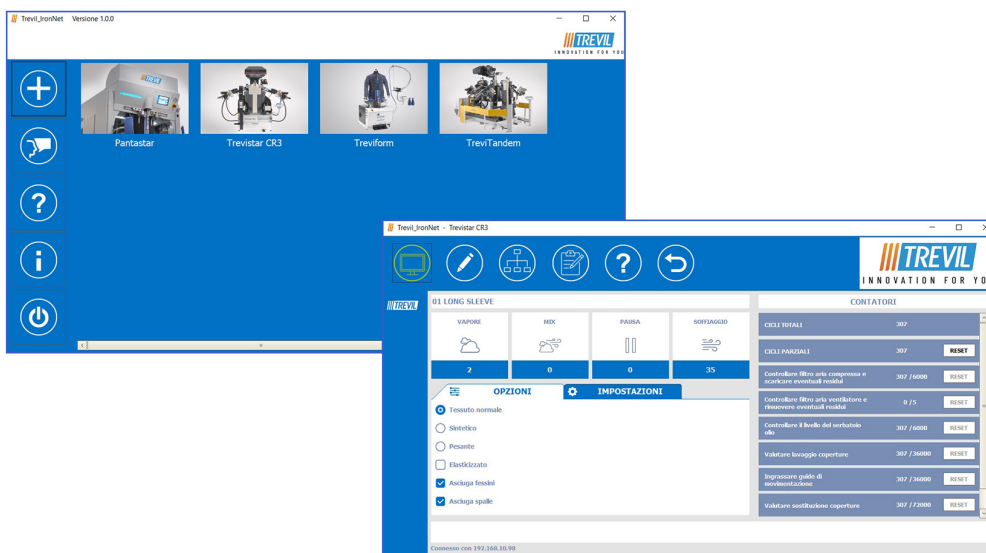 Trevil_IronNet Versione 1.0.0
TREVIL
INNOVATION FOR YOU
Pantastar
Trevistar CR3
Treviform
TreviTandem
Trevil_IronNet - Trevistar CR3
TREVIL
INNOVATION FOR YO
TREVIL
01 LONG SLEEVE
VAPORE
MIX
PAUSA
SOFFIAGGIO
2
0
0
35
OPZIONI
IMPOSTAZIONI
Tessuto normale
Sintetico
Pesante
Elasticizzato
Asciuga fessini
Asciuga spalle
CONTATORI
CICLI TOTALI 307
CICLI PARZIALI 307 RESET
Controllare filtro aria compressa e
scaricare eventuali residui
307 /6000 RESET
Controllare filtro aria ventilatore e
rimuovere eventuali residui
0 /5 RESET
Controllare il livello del serbatoio
olio
307 /6000 RESET
Valutare lavaggio coperture 307 /36000 RESET
Ingrassare guide di
movimentazione
307 /36000 RESET
Valutare sostituzione coperture 307 /72000 RESET
Connesso con 192.168.10.98